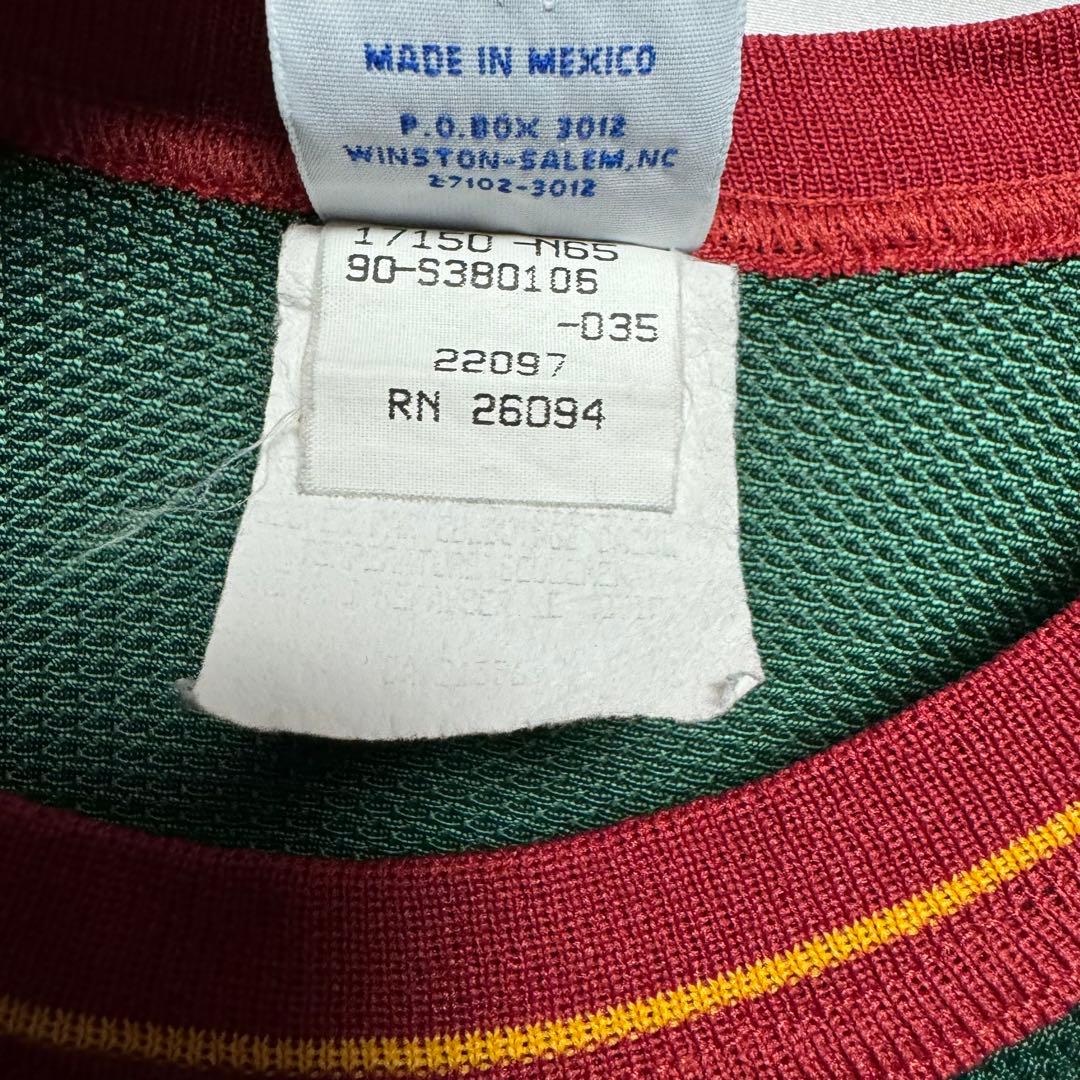 MADE IN MEXICO
P.O.BOX 3012
WINSTON-SALEM,NC
27102-3012
17150 -N65
90-S380106
-035
22097
RN 26094